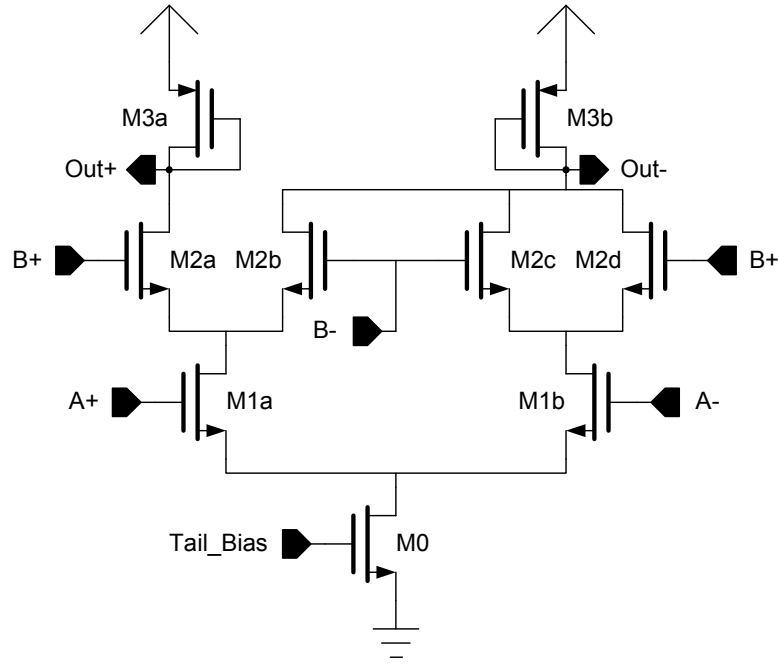 M3a M3b
Out+ Out-
B+ M2a M2b M2c M2d B+
B-
A+ M1a M1b A-
Tail_Bias M0